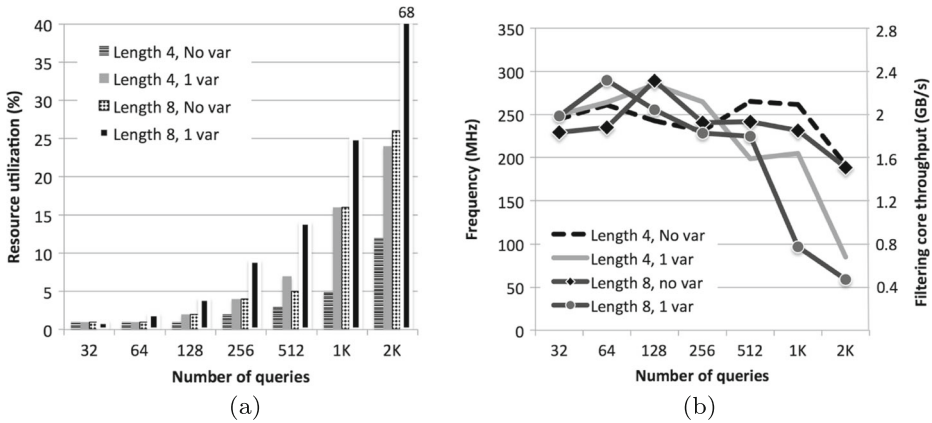 68
40
35
30
25
20
15
10
5
0
Resource utilization (%)
Length 4, No var
Length 4, 1 var
Length 8, No var
Length 8, 1 var
32 64 128 256 512 1K 2K
Number of queries
(a)
350
300
250
200
150
100
50
0
Frequency (MHz)
2.8
2.4
2
1.6
1.2
0.8
0.4
Filtering core throughput (GB/s)
Length 4, No var
Length 4, 1 var
Length 8, no var
Length 8, 1 var
32 64 128 256 512 1K 2K
Number of queries
(b)